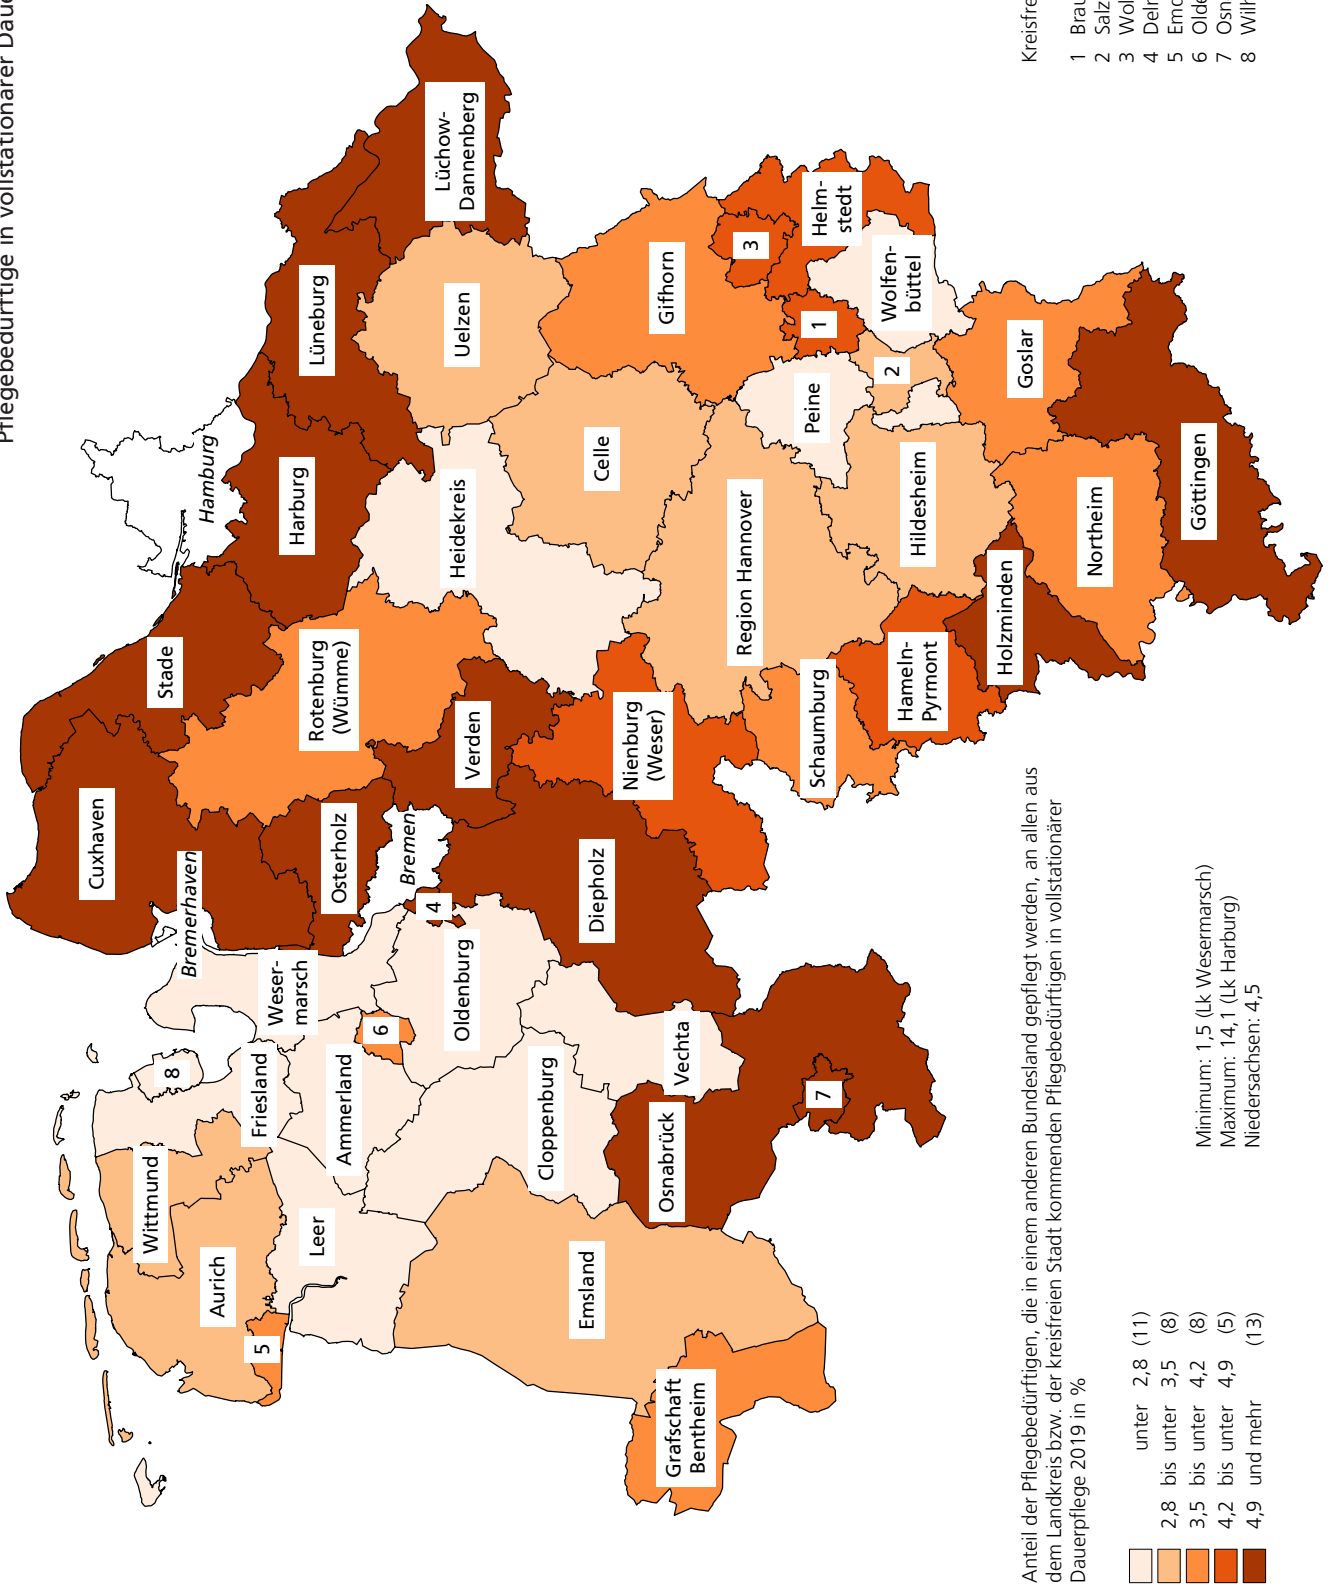 Pflegebedürftige in vollstationärer Daue
Cuxhaven
Stade
Wittmund
8
Bremerhaven
Hamburg
Aurich
Friesland
Weser-
marsch
Harburg
5
Leer
Ammerland
Osterholz
Rotenburg
(Wümme)
Lüneburg
6
Bremen
4
Oldenburg
Verden
Heidekreis
Uelzen
Lüchow-
Dannenberg
Cloppenburg
Emsland
Diepholz
Celle
Nienburg
(Weser)
Gifhorn
Vechta
Osnabrück
Grafschaft
Bentheim
Region Hannover
3
7
Schaumburg
Peine
1
Helm-
stedt
Hameln-
Pyrmont
Hildesheim
2
Wolfen-
büttel
Holzminden
Goslar
Northeim
Göttingen
Anteil der Pflegebedürftigen, die in einem anderen Bundesland gepflegt werden, an allen aus
dem Landkreis bzw. der kreisfreien Stadt kommenden Pflegebedürftigen in vollstationärer
Dauerpflege 2019 in %
unter 2,8 (11)
2,8 bis unter 3,5 (8)
3,5 bis unter 4,2 (8)
4,2 bis unter 4,9 (5)
4,9 und mehr (13)
Minimum: 1,5 (Lk Wesermarsch)
Maximum: 14,1 (Lk Harburg)
Niedersachsen: 4,5
Kreisfre
1 Brau
2 Salz
3 Wol
4 Deln
5 Emd
6 Olde
7 Osn
8 Wilh